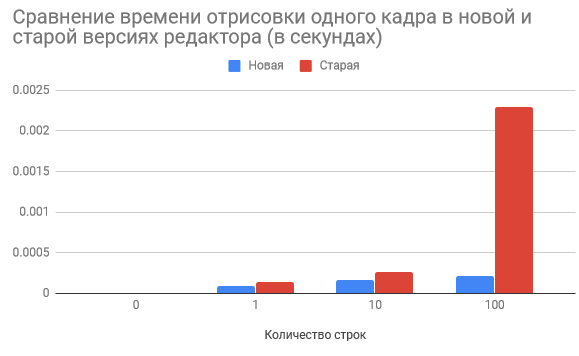 Сравнение времени отрисовки одного кадра в новой и
старой версиях редактора (в секундах)
Новая Старая
0.0025
0.002
0.0015
0.001
0.0005
0
0 1 10 100
Количество строк